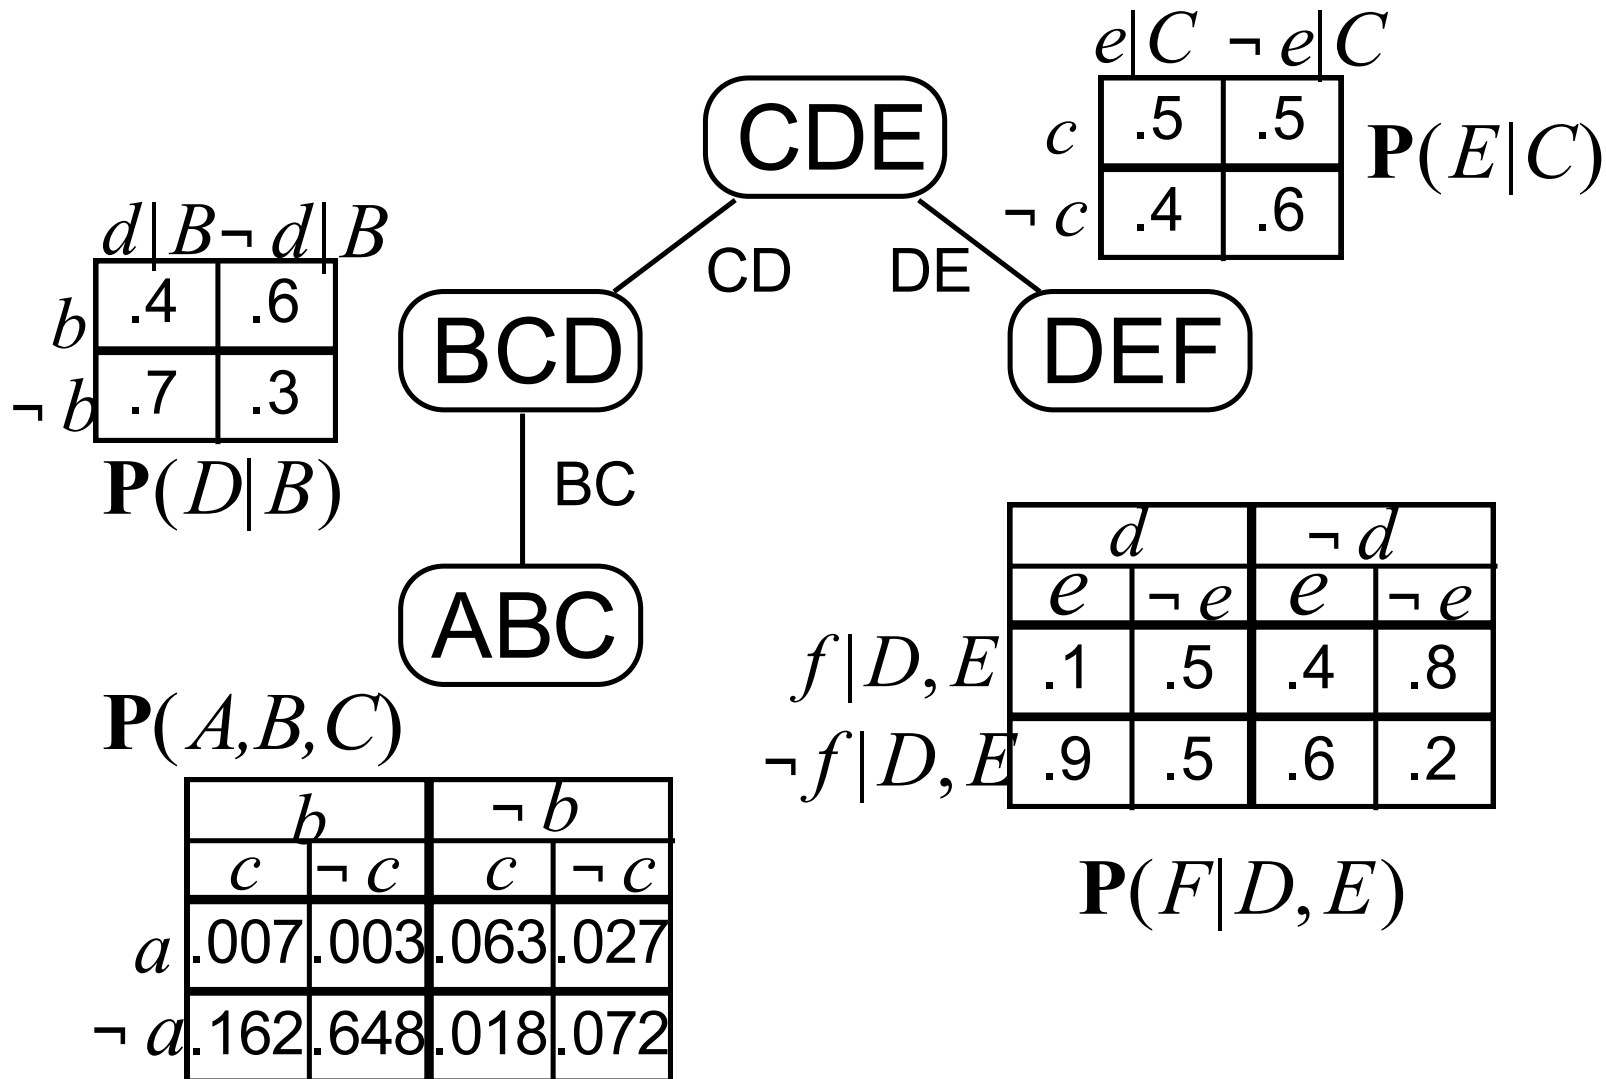 e|C ¬ e|C
c .5 .5
¬ c .4 .6
P(E|C)
CDE
CD DE
d|B ¬ d|B
b .4 .6
¬ b .7 .3
P(D|B)
BCD
DEF
BC
ABC
d ¬ d
e ¬ e e ¬ e
f|D,E .1 .5 .4 .8
¬ f|D,E .9 .5 .6 .2
P(F|D,E)
P(A,B,C)
b ¬ b
c ¬ c c ¬ c
a .007 .003 .063 .027
¬ a .162 .648 .018 .072